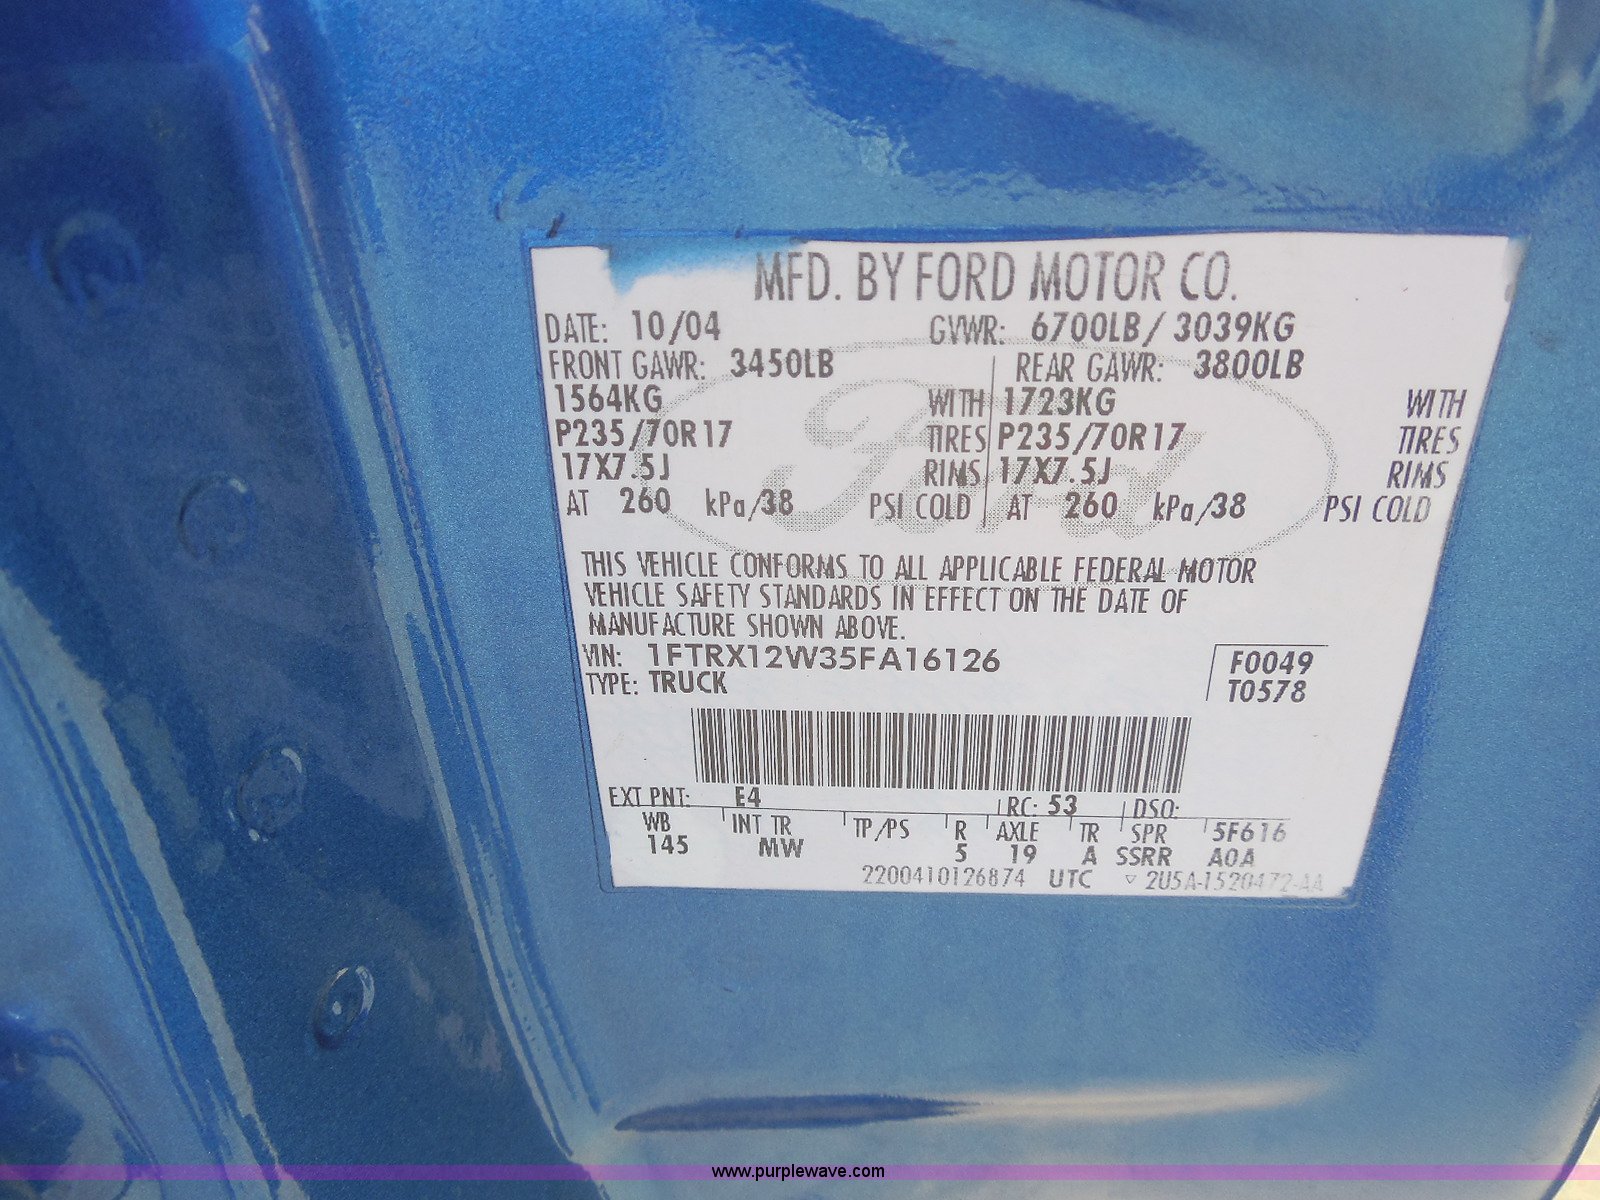 MFD. BY FORD MOTOR CO.
DATE: 10/04 GVWR: 6700LB/ 3039KG
FRONT GAWR: 3450LB REAR GAWR: 3800LB
1564KG WITH 1723KG WITH
P235/70R17 TIRES P235/70R17 TIRES
17X7.5J RIMS 17X7.5J RIMS
AT 260 kPa/38 PSI COLD AT 260 kPa/38 PSI COLD
Ford
THIS VEHICLE CONFORMS TO ALL APPLICABLE FEDERAL MOTOR
VEHICLE SAFETY STANDARDS IN EFFECT ON THE DATE OF
MANUFACTURE SHOWN ABOVE.
VIN: 1FTRX12W35FA16126 F0049
TYPE: TRUCK T0578
EXT PNT: E4 RC: 53 DSO:
WB INT TR TP/PS R AXLE TR SPR 5F616
145 MW 5 19 A SSRR A0A
2200410126874 UTC ▽ 2U5A-1520472-AA
www.purplewave.com